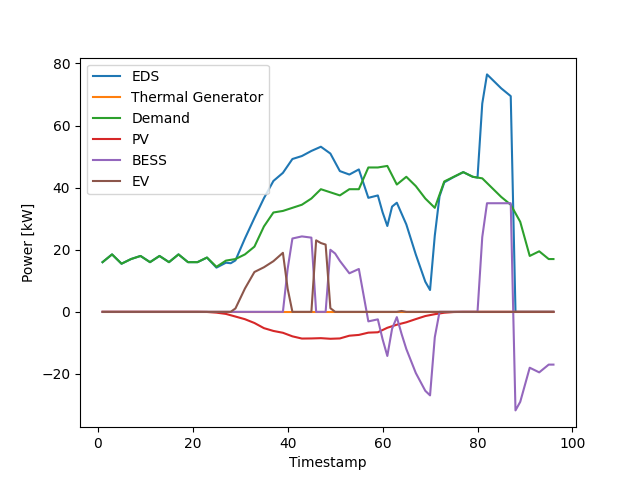 80
60
40
20
0
−20
Power [kW]
EDS
Thermal Generator
Demand
PV
BESS
EV
0
20
40
60
80
100
Timestamp